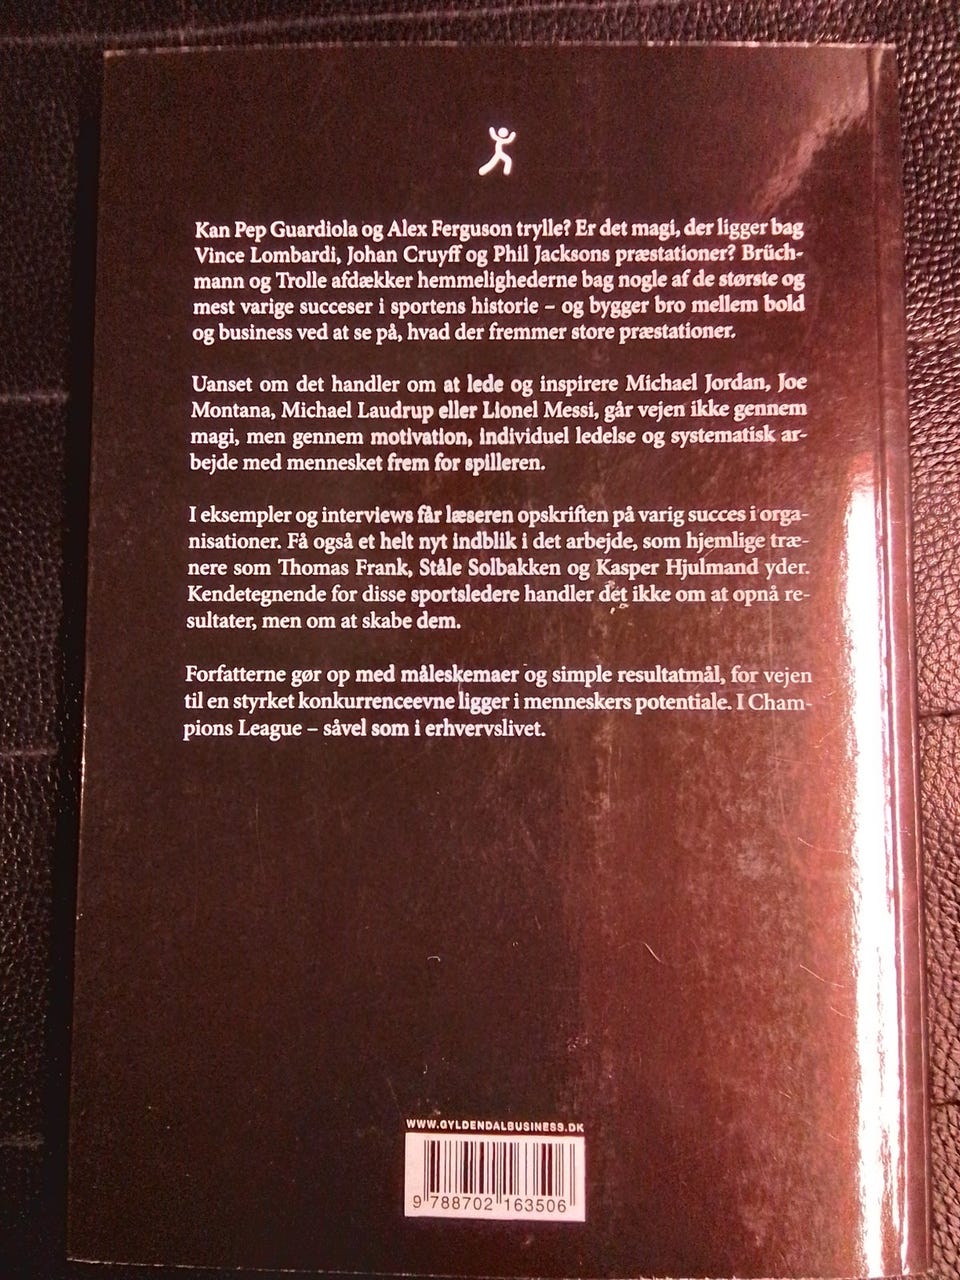 Kan Pep Guardiola og Alex Ferguson trylle? Er det magi, der ligger bag
Vince Lombardi, Johan Cruyff og Phil Jacksons præstationer? Brüch-
mann og Trolle afdækker hemmelighederne bag nogle af de største og
mest varige succeser i sportens historie – og bygger bro mellem bold
og business ved at se på, hvad der fremmer store præstationer.
Uanset om det handler om at lede og inspirere Michael Jordan, Joe
Montana, Michael Laudrup eller Lionel Messi, går vejen ikke gennem
magi, men gennem motivation, individuel ledelse og systematisk ar-
bejde med mennesket frem for spilleren.
I eksempler og interviews får læseren opskriften på varig succes i orga-
nisationer. Få også et helt nyt indblik i det arbejde, som hjemlige træ-
nere som Thomas Frank, Ståle Solbakken og Kasper Hjulmand yder.
Kendetegnende for disse sportsledere handler det ikke om at opnå re-
sultater, men om at skabe dem.
Forfatterne gør op med måleskemaer og simple resultatmål, for vejen
til en styrket konkurrenceevne ligger i menneskers potentiale. I Cham-
pions League – såvel som i erhvervslivet.
WWW.GYLDENDALBUSINESS.DK
9 788702 163506